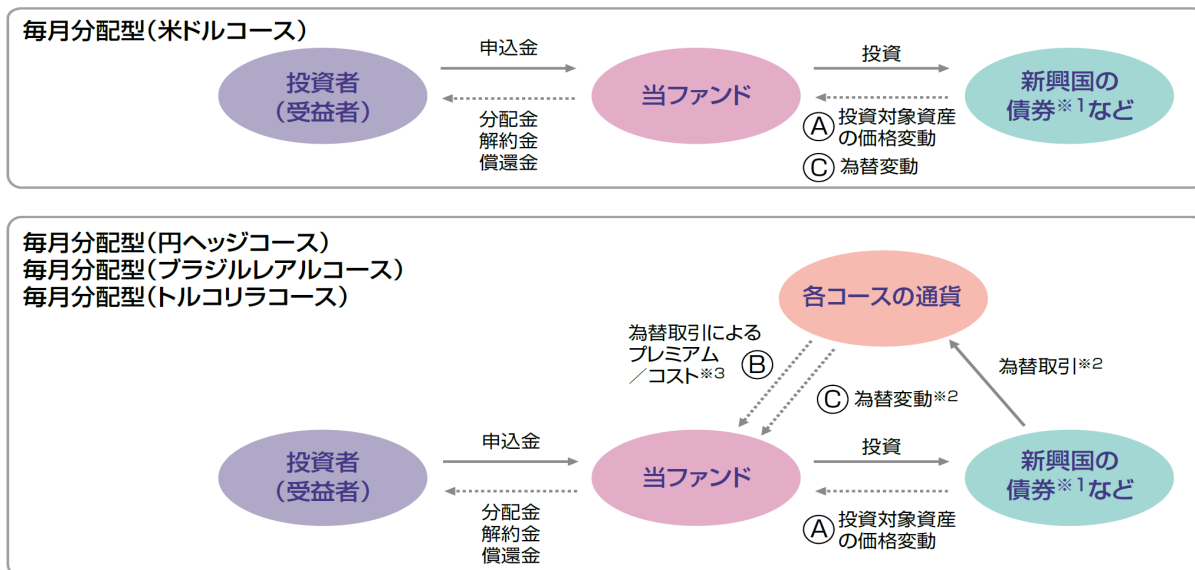 毎月分配型(米ドルコース)
投資者
(受益者)
申込金
分配金
解約金
償還金
当ファンド
投資
Ⓐ 投資対象資産
の価格変動
Ⓒ 為替変動
新興国の
債券※1など
毎月分配型(円ヘッジコース)
毎月分配型(ブラジルレアルコース)
毎月分配型(トルコリラコース)
各コースの通貨
為替取引による
プレミアム
/コスト※3
Ⓑ
Ⓒ 為替変動※2
為替取引※2
投資者
(受益者)
申込金
分配金
解約金
償還金
当ファンド
投資
Ⓐ 投資対象資産
の価格変動
新興国の
債券※1など